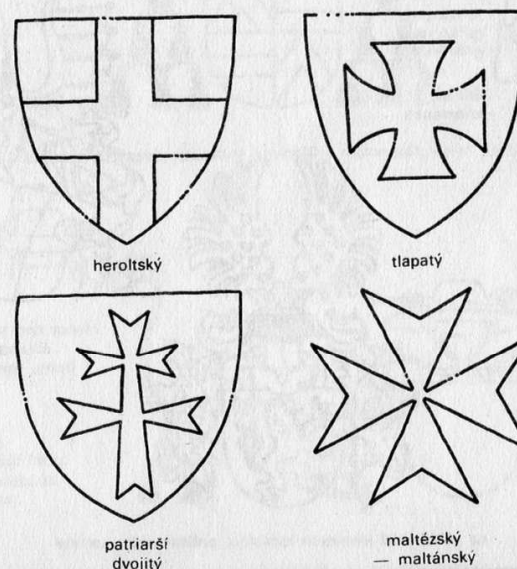 heroltský
tlapatý
patriarší
dvojitý
maltézský
— maltánský